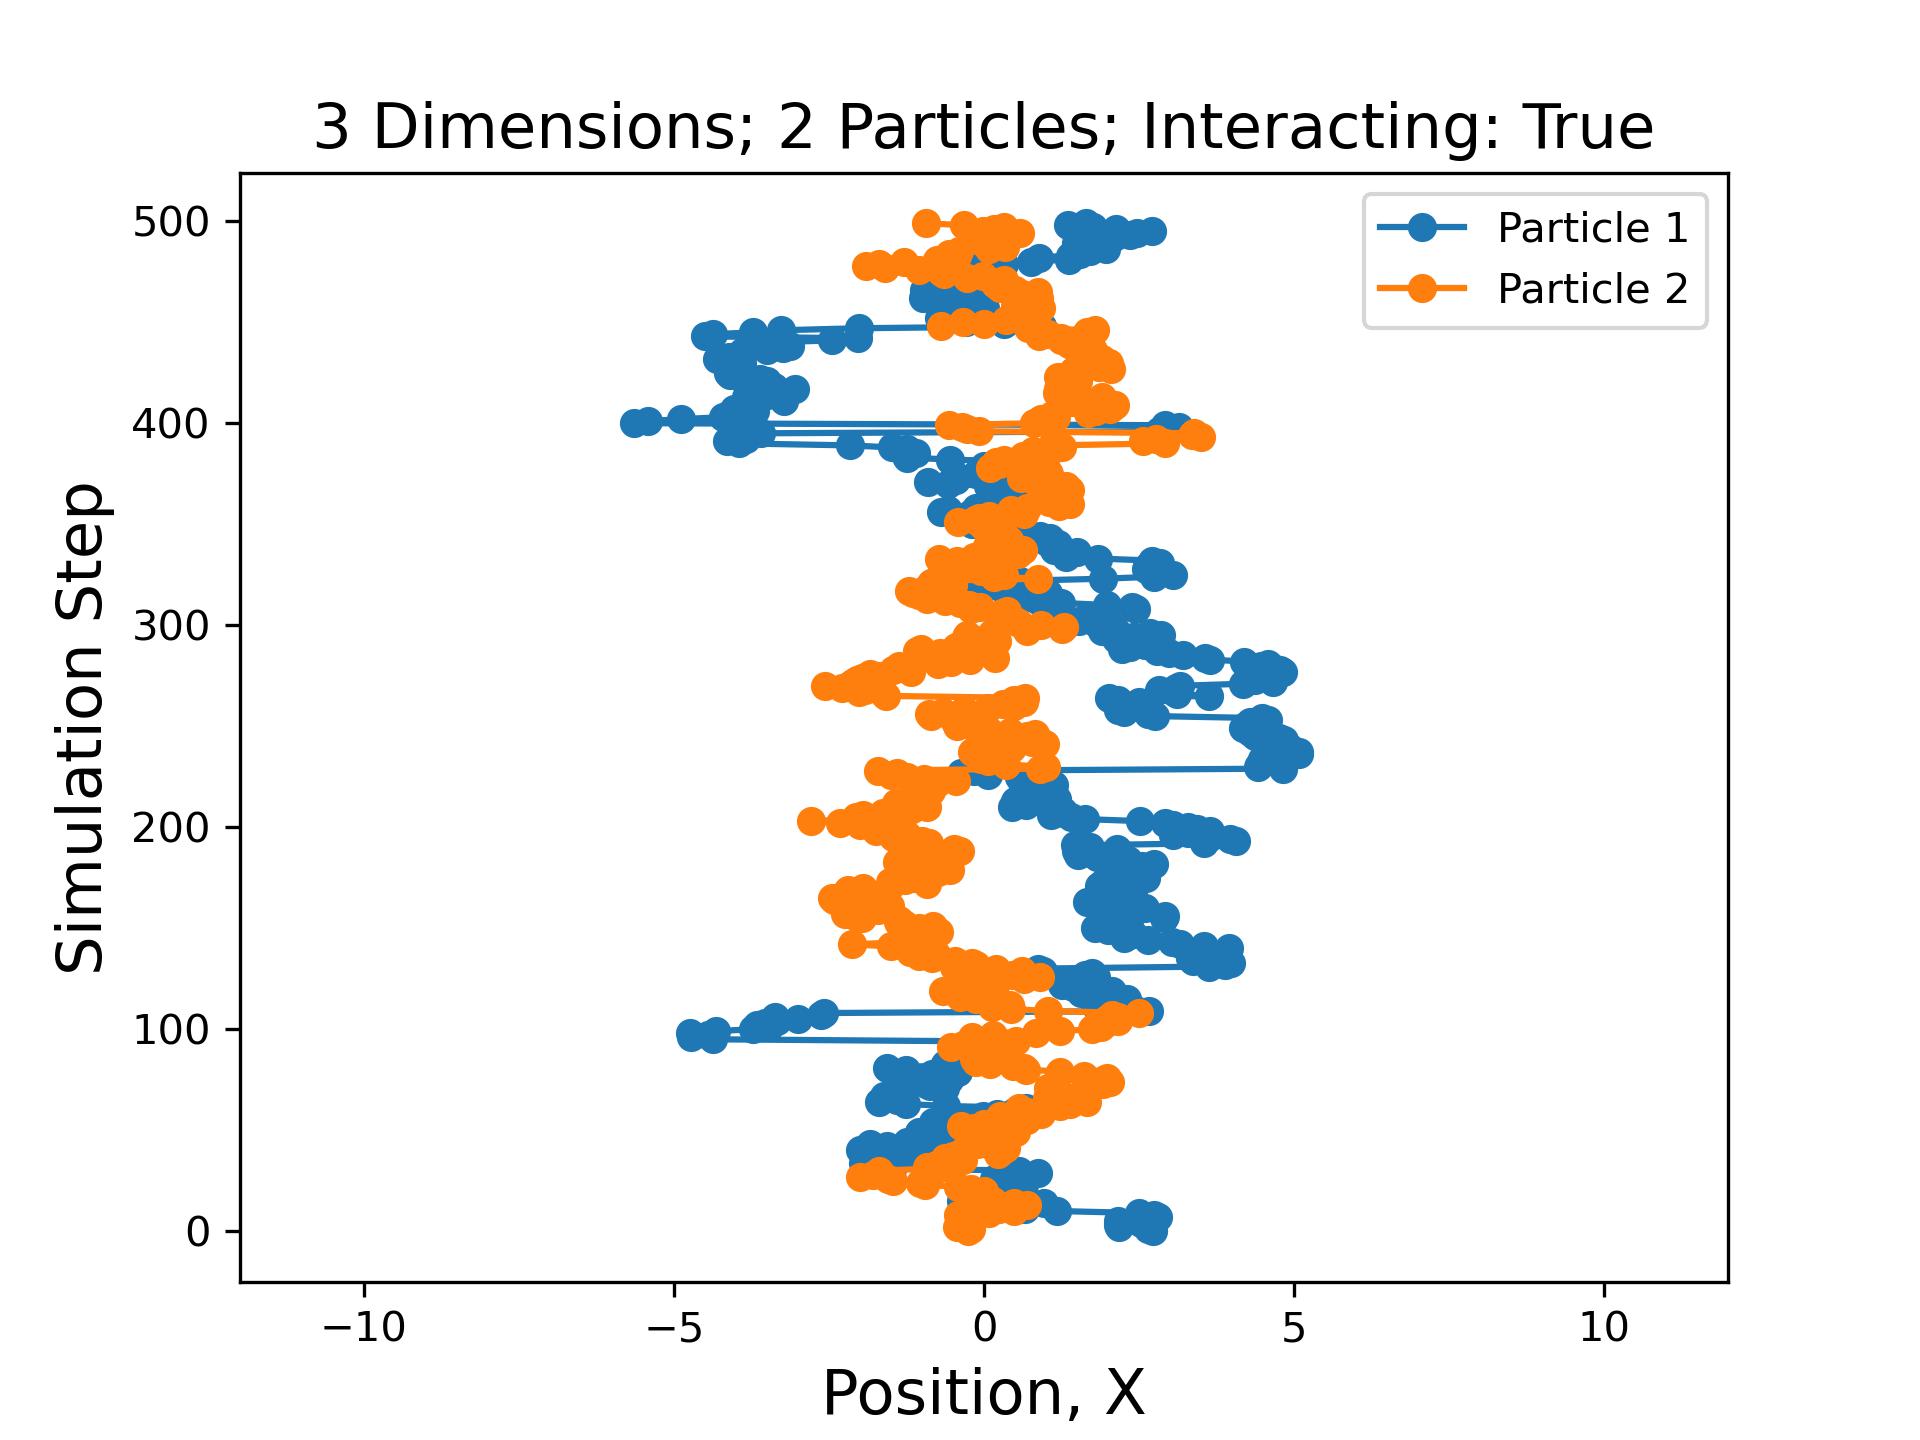 3 Dimensions; 2 Particles; Interacting: True
Particle 1
Particle 2
500
400
300
200
100
0
Simulation Step
−10
−5
0
5
10
Position, X